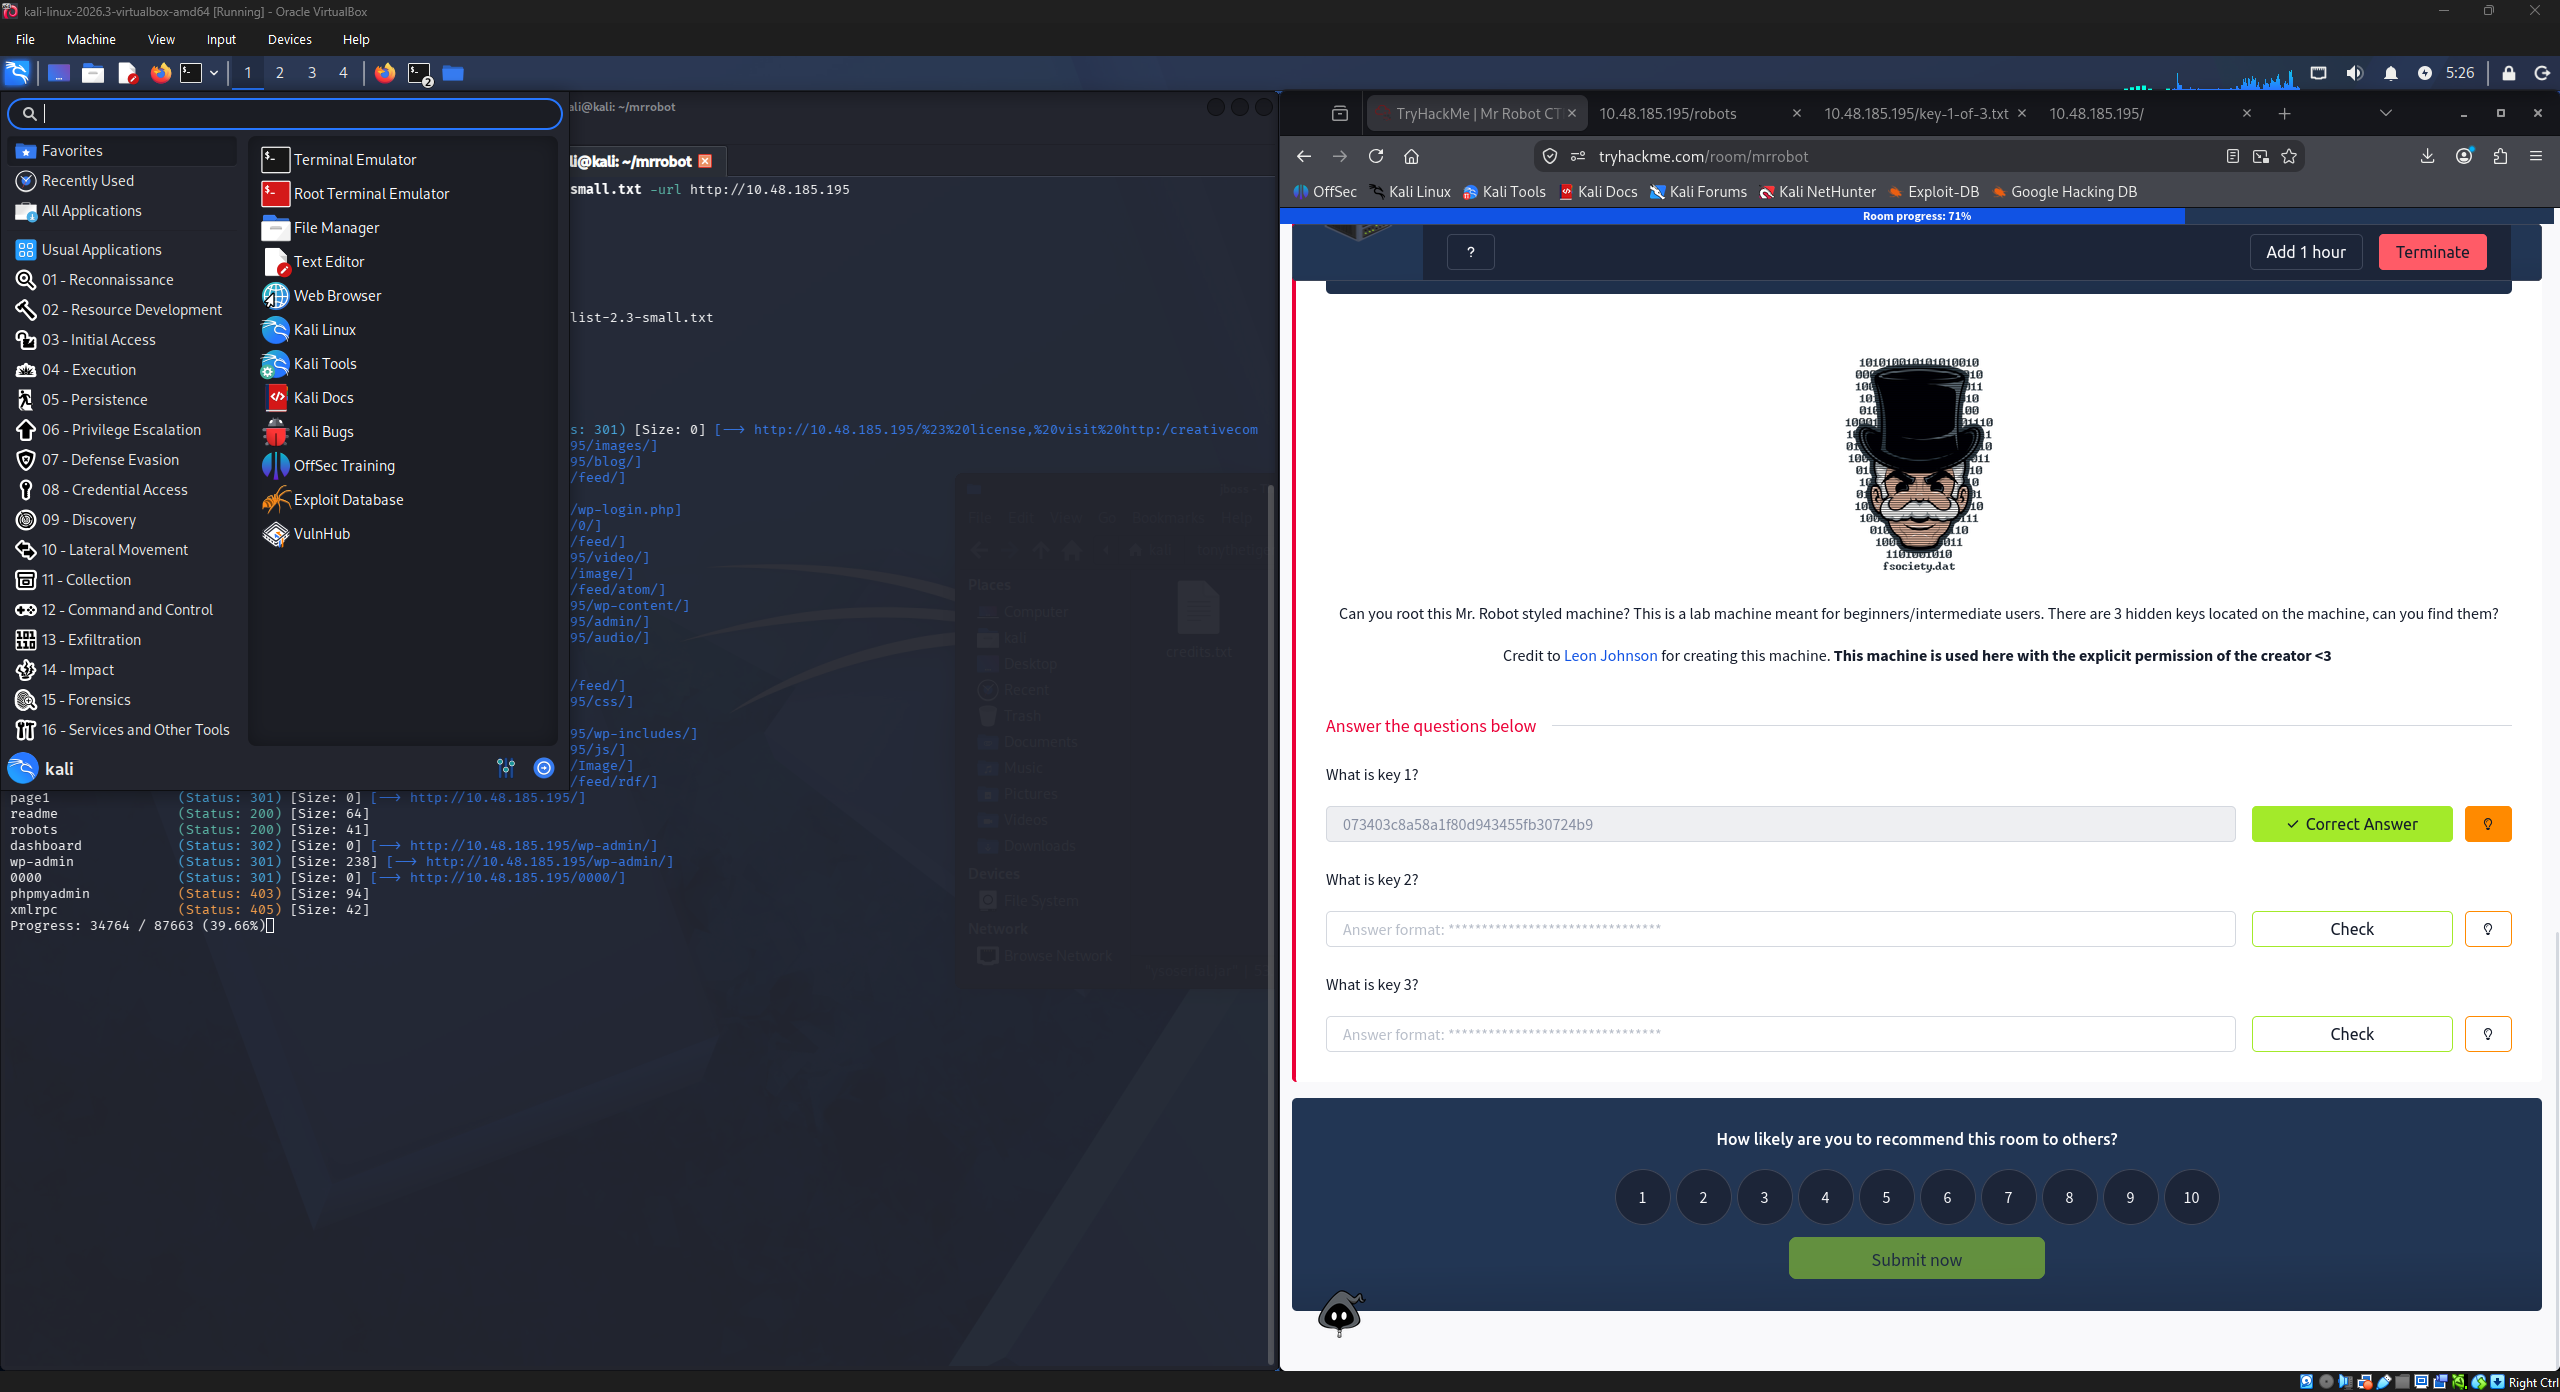 kali-linux-2026.3-virtualbox-amd64 [Running] - Oracle VirtualBox
File Machine View Input Devices Help
1 2 3 4 2 5:26
Favorites
Recently Used
All Applications
Usual Applications
01 - Reconnaissance
02 - Resource Development
03 - Initial Access
04 - Execution
05 - Persistence
06 - Privilege Escalation
07 - Defense Evasion
08 - Credential Access
09 - Discovery
10 - Lateral Movement
11 - Collection
12 - Command and Control
13 - Exfiltration
14 - Impact
15 - Forensics
16 - Services and Other Tools
kali
Terminal Emulator
Root Terminal Emulator
File Manager
Text Editor
Web Browser
Kali Linux
Kali Tools
Kali Docs
Kali Bugs
OffSec Training
Exploit Database
VulnHub
ali@kali: ~/mrrobot
li@kali: ~/mrrobot
small.txt -url http://10.48.185.195
list-2.3-small.txt
s: 301) [Size: 0] [--> http://10.48.185.195/%23%20license,%20visit%20http:/creativecom
95/images/]
95/blog/]
/feed/]
/wp-login.php]
/0/]
/feed/]
95/video/]
/image/]
/feed/atom/]
95/wp-content/]
95/admin/]
95/audio/]
/feed/]
95/css/]
95/wp-includes/]
95/js/]
/Image/]
/feed/rdf/]
page1 (Status: 301) [Size: 0] [--> http://10.48.185.195/]
readme (Status: 200) [Size: 64]
robots (Status: 200) [Size: 41]
dashboard (Status: 302) [Size: 0] [--> http://10.48.185.195/wp-admin/]
wp-admin (Status: 301) [Size: 238] [--> http://10.48.185.195/wp-admin/]
0000 (Status: 301) [Size: 0] [--> http://10.48.185.195/0000/]
phpmyadmin (Status: 403) [Size: 94]
xmlrpc (Status: 405) [Size: 42]
Progress: 34764 / 87663 (39.66%)
Places
Computer
kali
Desktop
Recent
Trash
Documents
Music
Pictures
Videos
Downloads
Devices
File System
Network
Browse Network
credits.txt
TryHackMe | Mr Robot CT 10.48.185.195/robots 10.48.185.195/key-1-of-3.txt 10.48.185.195/
tryhackme.com/room/mrrobot
OffSec Kali Linux Kali Tools Kali Docs Kali Forums Kali NetHunter Exploit-DB Google Hacking DB
Room progress: 71%
? Add 1 hour Terminate
fsociety.dat
Can you root this Mr. Robot styled machine? This is a lab machine meant for beginners/intermediate users. There are 3 hidden keys located on the machine, can you find them?
Credit to Leon Johnson for creating this machine. This machine is used here with the explicit permission of the creator <3
Answer the questions below
What is key 1?
073403c8a58a1f80d943455fb30724b9 Correct Answer
What is key 2?
Answer format: ******************************** Check
What is key 3?
Answer format: ******************************** Check
How likely are you to recommend this room to others?
1 2 3 4 5 6 7 8 9 10
Submit now
Right Ctrl